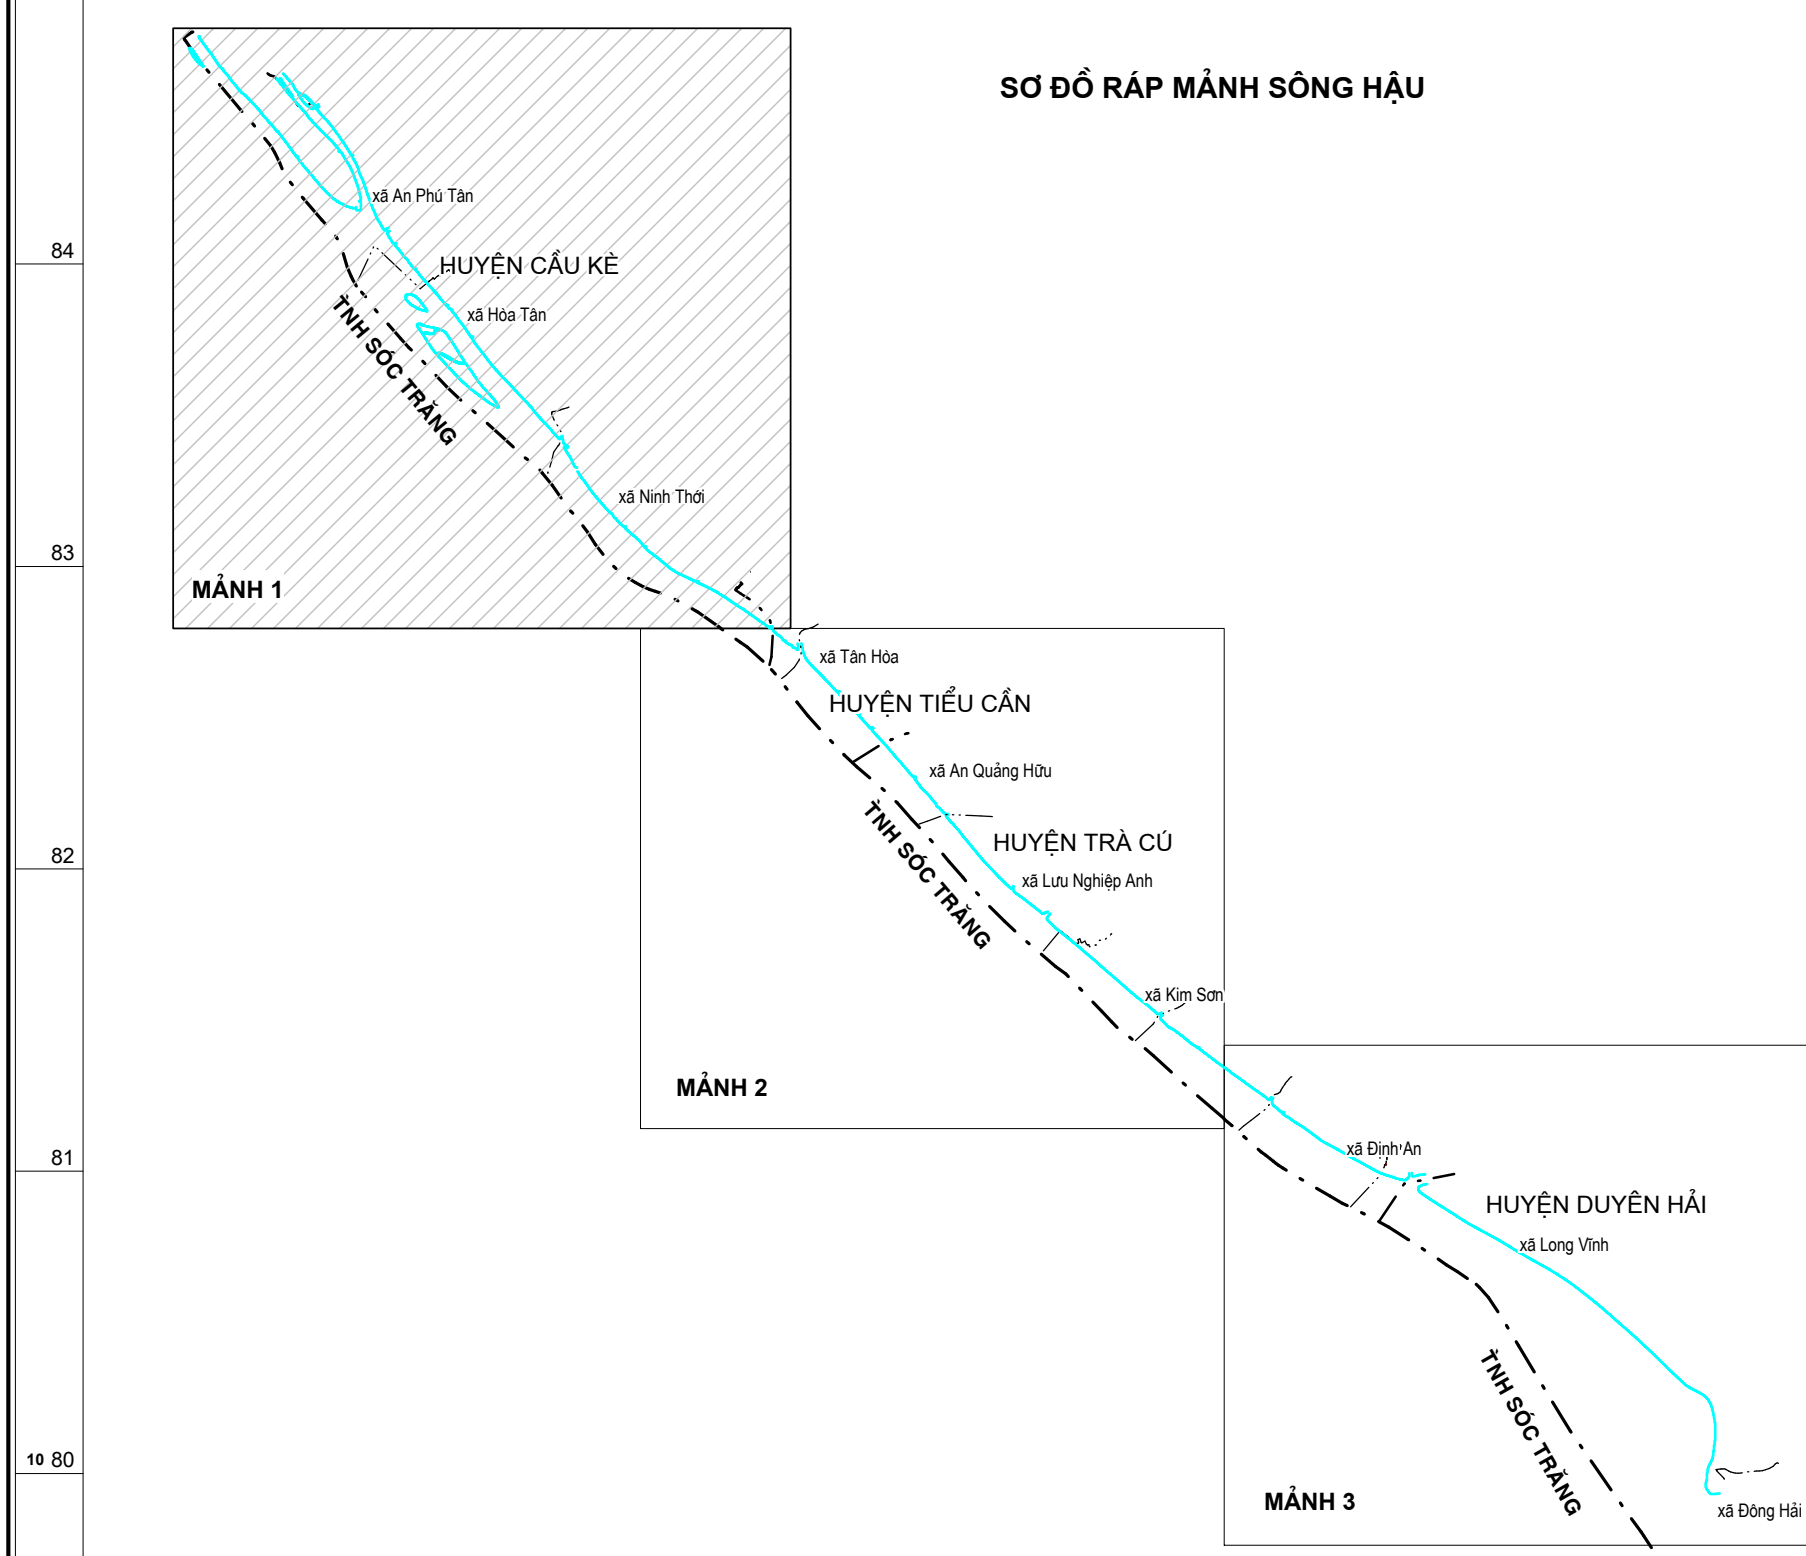 SƠ ĐỒ RÁP MẢNH SÔNG HẬU
xã An Phú Tân
84
HUYỆN CẦU KÈ
xã Hòa Tân
TỈNH SÓC TRĂNG
xã Ninh Thới
83
MẢNH 1
xã Tân Hòa
HUYỆN TIỂU CẦN
xã An Quảng Hữu
TỈNH SÓC TRĂNG
HUYỆN TRÀ CÚ
82
xã Lưu Nghiệp Anh
xã Kim Sơn
MẢNH 2
xã Định An
81
HUYỆN DUYÊN HẢI
xã Long Vĩnh
TỈNH SÓC TRĂNG
10 80
MẢNH 3
xã Đông Hải